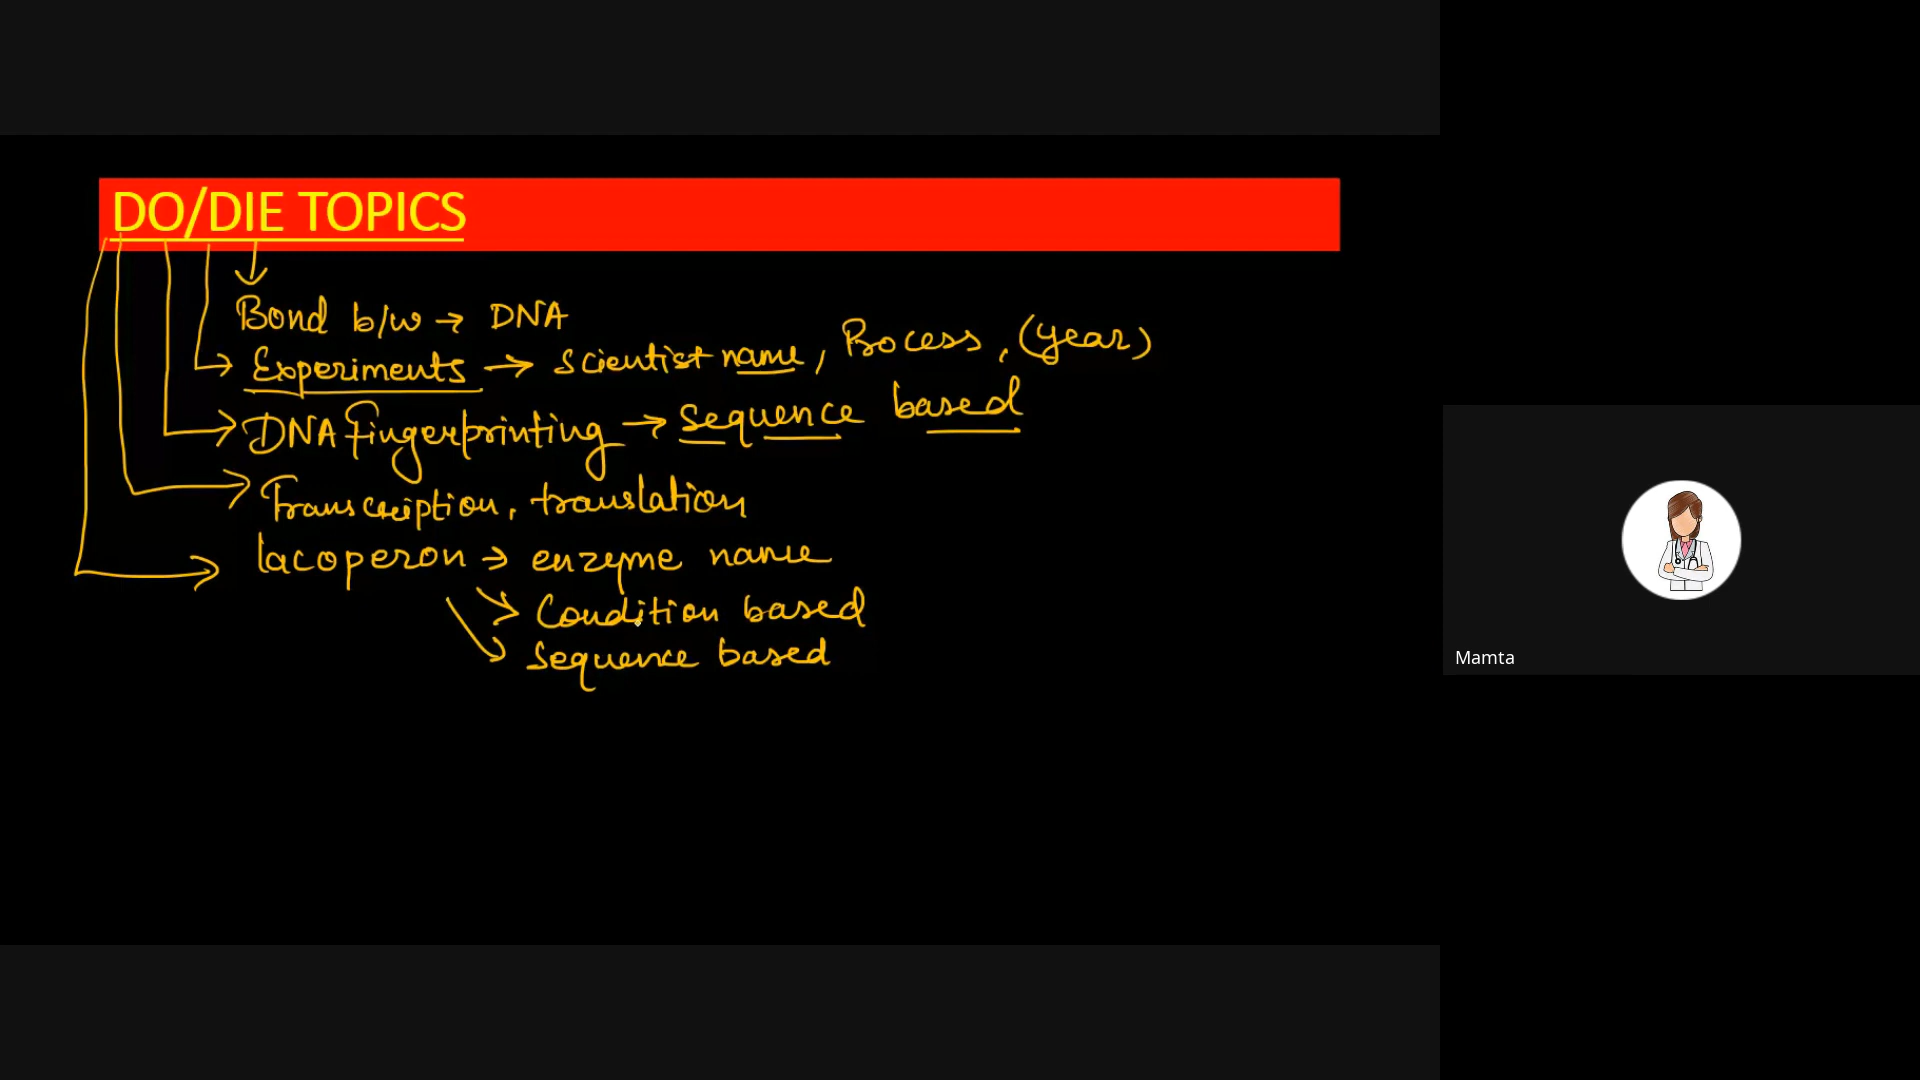 DO/DIE TOPICS
Bond b/w → DNA
Experiments → scientist name, Process, (year)
DNA fingerprinting → sequence based
Transcription, translation
lacoperon → enzyme name
→ Condition based
→ Sequence based
Mamta